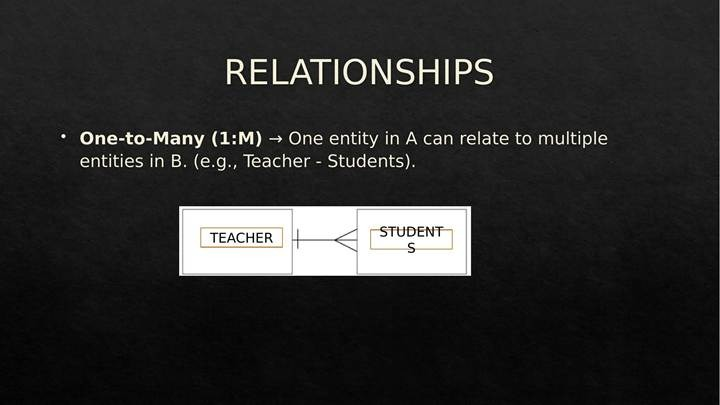 RELATIONSHIPS
• One-to-Many (1:M) → One entity in A can relate to multiple
entities in B. (e.g., Teacher - Students).
TEACHER
STUDENT
S